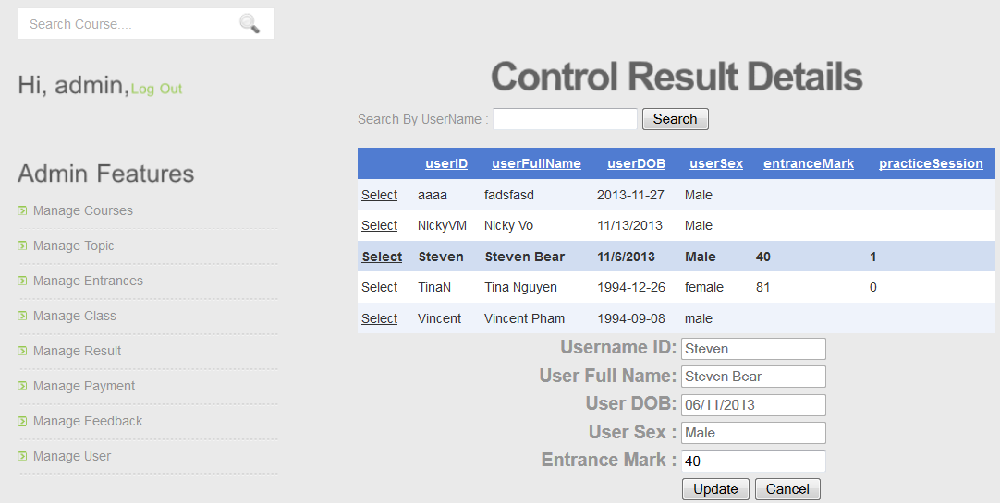 Search Course....
Hi, admin,Log Out
Admin Features
Manage Courses
Manage Topic
Manage Entrances
Manage Class
Manage Result
Manage Payment
Manage Feedback
Manage User
Control Result Details
Search By UserName : Search
userID userFullName userDOB userSex entranceMark practiceSession
Select aaaa fadsfasd 2013-11-27 Male
Select NickyVM Nicky Vo 11/13/2013 Male
Select Steven Steven Bear 11/6/2013 Male 40 1
Select TinaN Tina Nguyen 1994-12-26 female 81 0
Select Vincent Vincent Pham 1994-09-08 male
Username ID: Steven
User Full Name: Steven Bear
User DOB: 06/11/2013
User Sex : Male
Entrance Mark : 40
Update Cancel